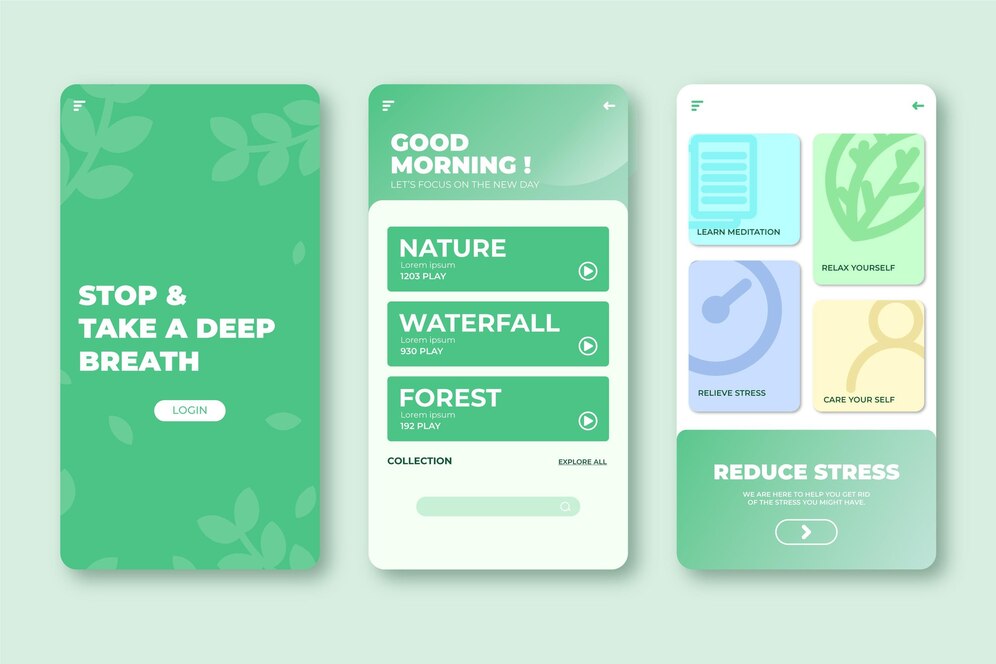 STOP &
TAKE A DEEP
BREATH
LOGIN
GOOD
MORNING !
LET'S FOCUS ON THE NEW DAY
NATURE
Lorem ipsum
1203 PLAY
WATERFALL
Lorem ipsum
930 PLAY
FOREST
Lorem ipsum
192 PLAY
COLLECTION
EXPLORE ALL
LEARN MEDITATION
RELAX YOURSELF
RELIEVE STRESS
CARE YOUR SELF
REDUCE STRESS
WE ARE HERE TO HELP YOU GET RID
OF THE STRESS YOU MIGHT HAVE.